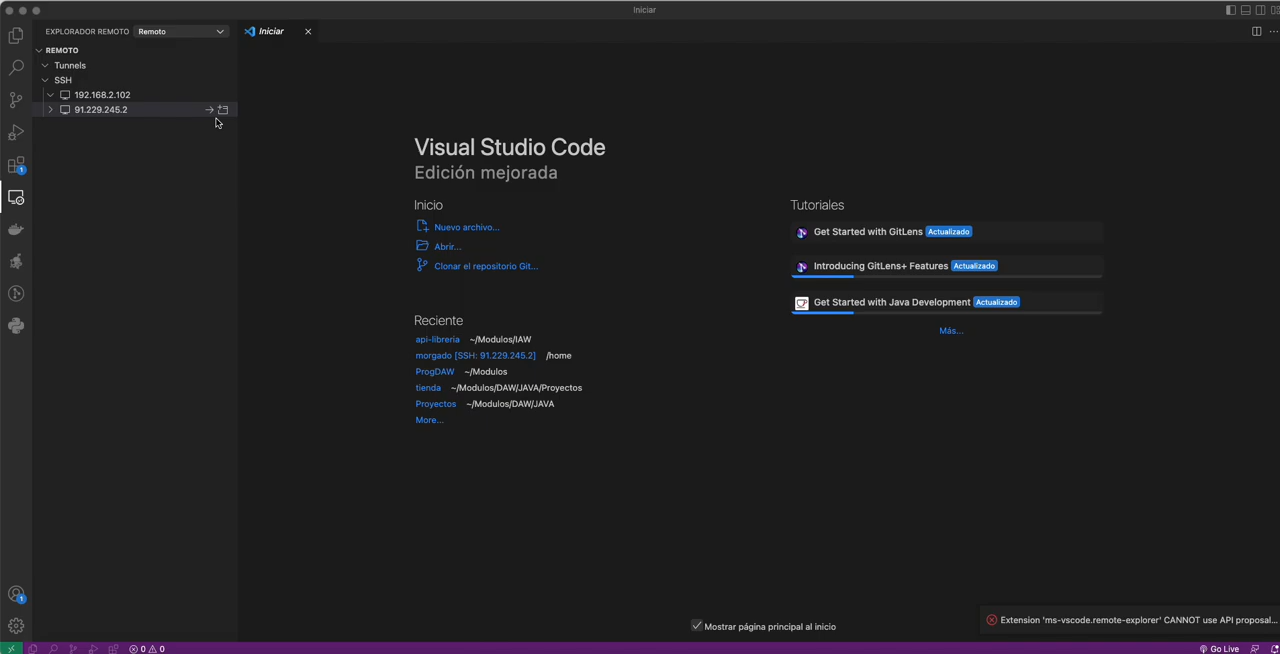 Iniciar
EXPLORADOR REMOTO
Remoto
Iniciar
REMOTO
Tunnels
SSH
192.168.2.102
91.229.245.2
1
Visual Studio Code
Edición mejorada
Inicio
Nuevo archivo...
Abrir...
Clonar el repositorio Git...
Reciente
api-libreria ~/Modulos/IAW
morgado [SSH: 91.229.245.2] /home
ProgDAW ~/Modulos
tienda ~/Modulos/DAW/JAVA/Proyectos
Proyectos ~/Modulos/DAW/JAVA
More...
Tutoriales
Get Started with GitLens Actualizado
Introducing GitLens+ Features Actualizado
Get Started with Java Development Actualizado
Más...
1
Mostrar página principal al inicio
Extension 'ms-vscode.remote-explorer' CANNOT use API proposal...
0 0
Go Live